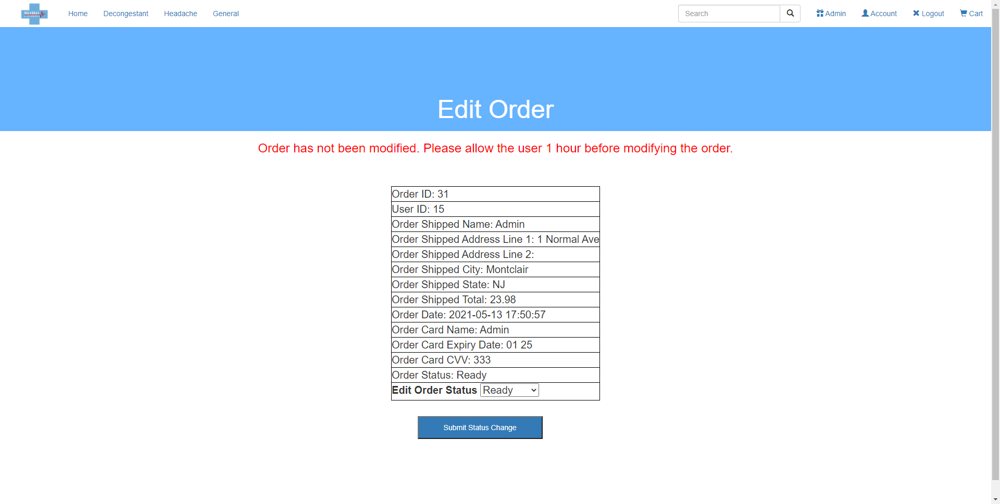 Home Decongestant Headache General Search Admin Account Logout Cart
Edit Order
Order has not been modified. Please allow the user 1 hour before modifying the order.
Order ID: 31
User ID: 15
Order Shipped Name: Admin
Order Shipped Address Line 1: 1 Normal Ave
Order Shipped Address Line 2:
Order Shipped City: Montclair
Order Shipped State: NJ
Order Shipped Total: 23.98
Order Date: 2021-05-13 17:50:57
Order Card Name: Admin
Order Card Expiry Date: 01 25
Order Card CVV: 333
Order Status: Ready
Edit Order Status Ready
Submit Status Change